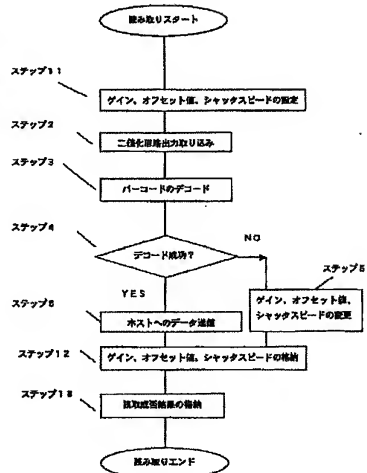 読み取りスタート
ステップ11
ゲイン、オフセット値、シャッタスピードの設定
ステップ2
二値化回路出力取り込み
ステップ3
バーコードのデコード
ステップ4
デコード成功?
NO
ステップ5
ゲイン、オフセット値、
シャッタスピードの変更
YES
ステップ6
ホストへのデータ送信
ステップ12
ゲイン、オフセット値、シャッタスピードの格納
ステップ13
読取成否結果の格納
読み取りエンド